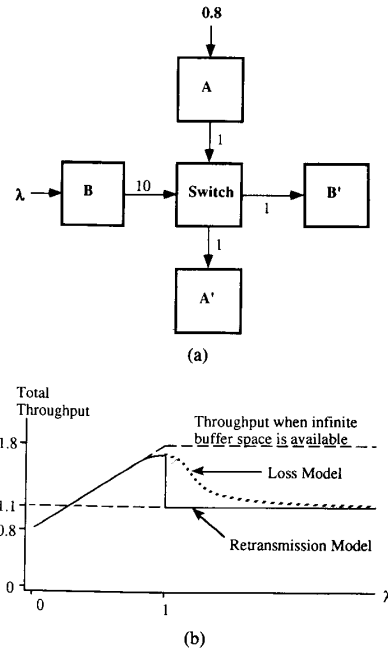 0.8
A
1
λ
B
10
Switch
1
B'
1
A'
(a)
Total
Throughput
Throughput when infinite
buffer space is available
1.8
Loss Model
1.1
0.8
Retransmission Model
0
0
1
λ
(b)